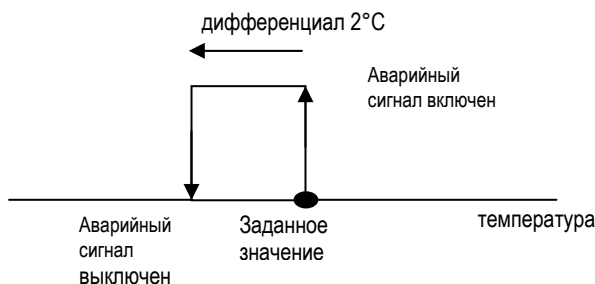 дифференциал 2°C
Аварийный
сигнал включен
Аварийный
сигнал
выключен
Заданное
значение
температура